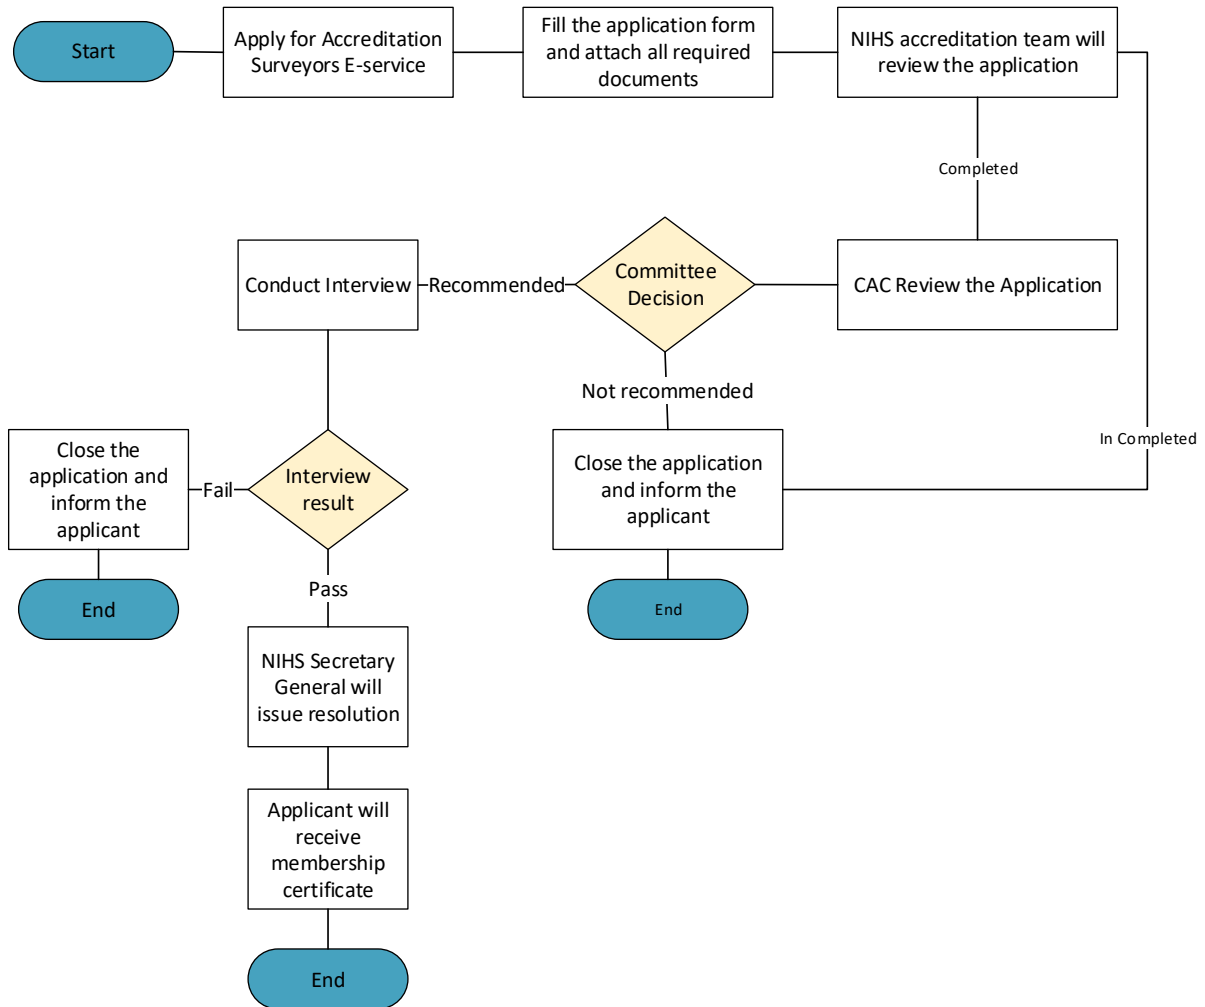 Start
Apply for Accreditation
Surveyors E-service
Fill the application form
and attach all required
documents
NIHS accreditation team will
review the application
Completed
In Completed
CAC Review the Application
Committee
Decision
Recommended
Conduct Interview
Not recommended
Close the application
and inform the
applicant
End
Interview
result
Fail
Close the
application and
inform the
applicant
End
Pass
NIHS Secretary
General will
issue resolution
Applicant will
receive
membership
certificate
End